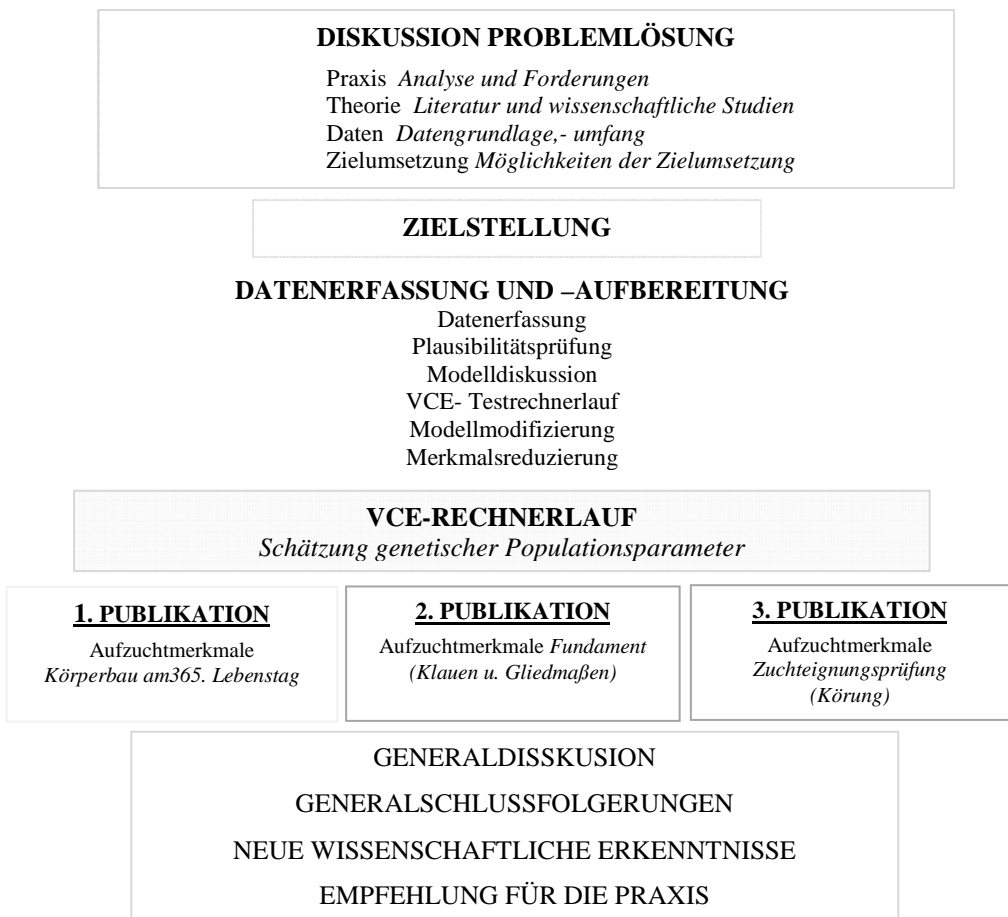 DISKUSSION PROBLEMLÖSUNG
Praxis Analyse und Forderungen
Theorie Literatur und wissenschaftliche Studien
Daten Datengrundlage,- umfang
Zielumsetzung Möglichkeiten der Zielumsetzung
ZIELSTELLUNG
DATENERFASSUNG UND –AUFBEREITUNG
Datenerfassung
Plausibilitätsprüfung
Modelldiskussion
VCE- Testrechnerlauf
Modellmodifizierung
Merkmalsreduzierung
VCE-RECHNERLAUF
Schätzung genetischer Populationsparameter
1. PUBLIKATION
Aufzuchtmerkmale
Körperbau am365. Lebenstag
2. PUBLIKATION
Aufzuchtmerkmale Fundament
(Klauen u. Gliedmaßen)
3. PUBLIKATION
Aufzuchtmerkmale
Zuchteignungsprüfung
(Körung)
GENERALDISSKUSION
GENERALSCHLUSSFOLGERUNGEN
NEUE WISSENSCHAFTLICHE ERKENNTNISSE
EMPFEHLUNG FÜR DIE PRAXIS